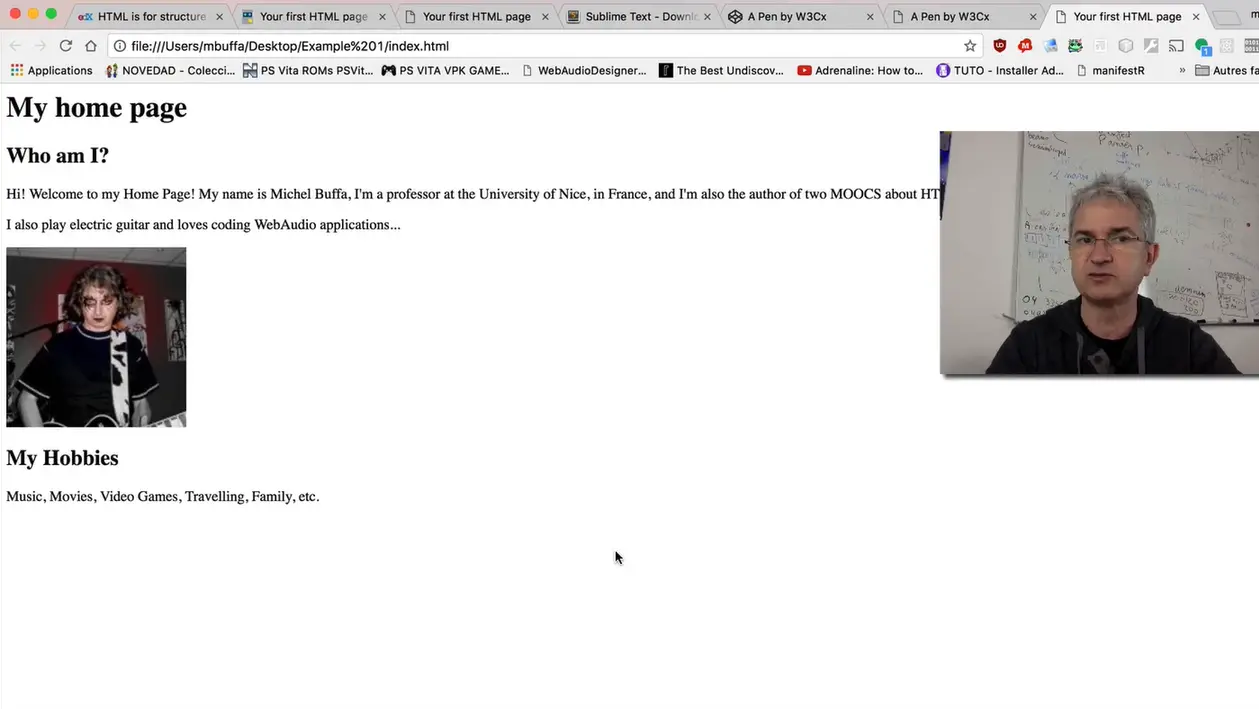 HTML is for structure
Your first HTML page
Your first HTML page
Sublime Text - Downl
A Pen by W3Cx
A Pen by W3Cx
Your first HTML page
file:///Users/mbuffa/Desktop/Example%201/index.html
Applications
NOVEDAD - Colecci...
PS Vita ROMs PSVit...
PS VITA VPK GAME...
WebAudioDesigner...
The Best Undiscov...
Adrenaline: How to...
TUTO - Installer Ad...
manifestR
»
Autres fa
My home page
Who am I?
Hi! Welcome to my Home Page! My name is Michel Buffa, I'm a professor at the University of Nice, in France, and I'm also the author of two MOOCS about HT
I also play electric guitar and loves coding WebAudio applications...
My Hobbies
Music, Movies, Video Games, Travelling, Family, etc.